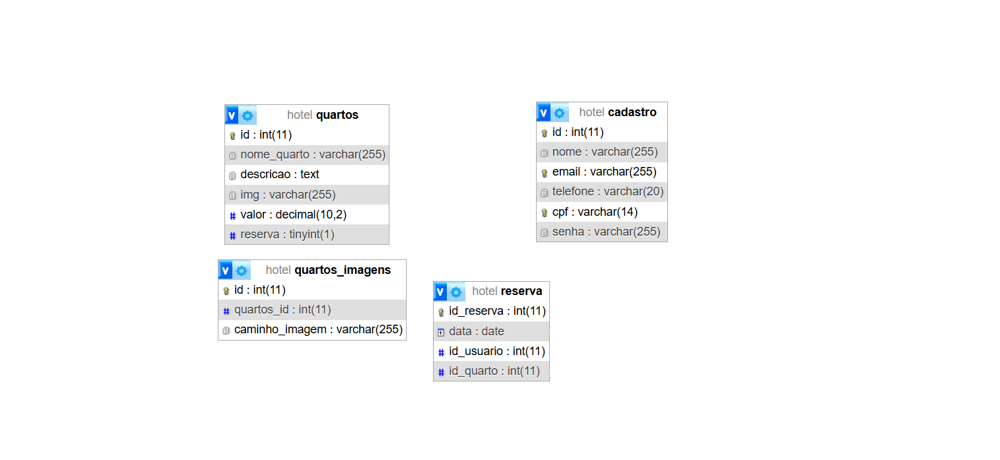 v hotel quartos
id : int(11)
nome_quarto : varchar(255)
descricao : text
img : varchar(255)
# valor : decimal(10,2)
# reserva : tinyint(1)
v hotel cadastro
id : int(11)
nome : varchar(255)
email : varchar(255)
telefone : varchar(20)
cpf : varchar(14)
senha : varchar(255)
v hotel quartos_imagens
id : int(11)
# quartos_id : int(11)
caminho_imagem : varchar(255)
v hotel reserva
id_reserva : int(11)
data : date
# id_usuario : int(11)
# id_quarto : int(11)